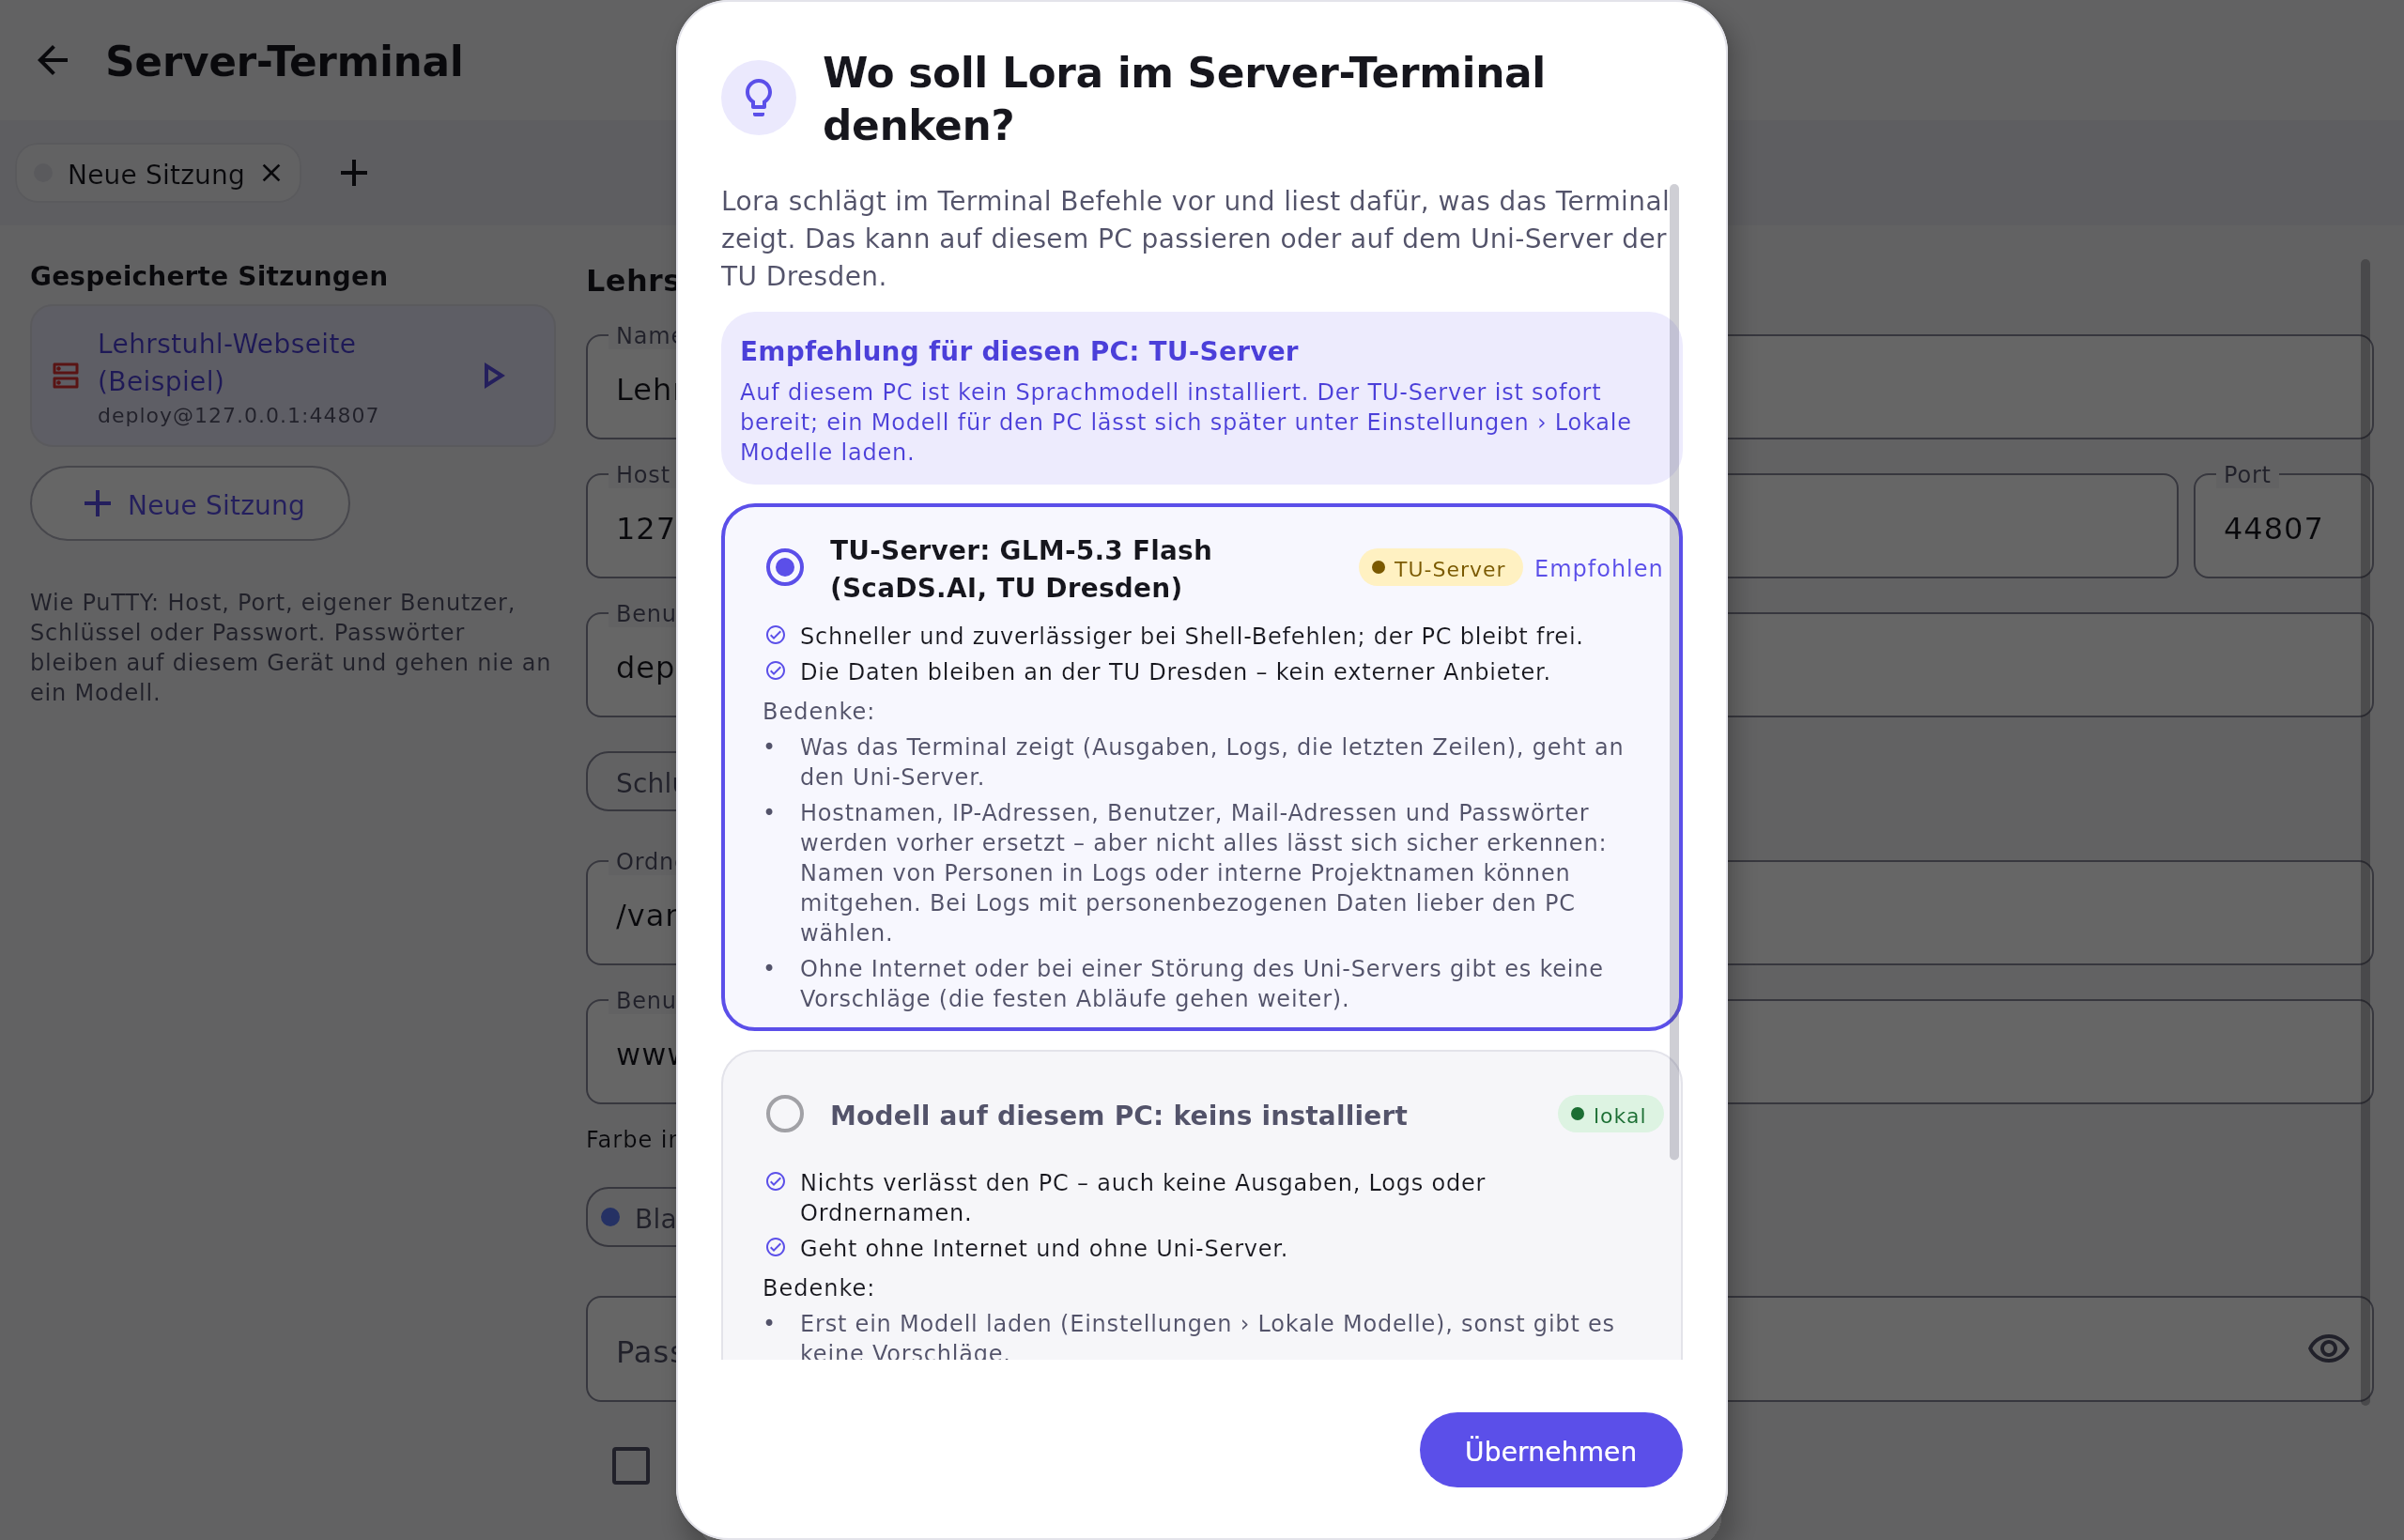 Server-Terminal
Neue Sitzung
Gespeicherte Sitzungen
Lehrstuhl-Webseite
(Beispiel)
deploy@127.0.0.1:44807
Neue Sitzung
Wie PuTTY: Host, Port, eigener Benutzer,
Schlüssel oder Passwort. Passwörter
bleiben auf diesem Gerät und gehen nie an
ein Modell.
Lehrs
Name
Lehr
Host
127
Port
44807
Benu
dep
Schlü
Ordn
/var
Benu
www
Farbe in
Bla
Pass
Wo soll Lora im Server-Terminal
denken?
Lora schlägt im Terminal Befehle vor und liest dafür, was das Terminal
zeigt. Das kann auf diesem PC passieren oder auf dem Uni-Server der
TU Dresden.
Empfehlung für diesen PC: TU-Server
Auf diesem PC ist kein Sprachmodell installiert. Der TU-Server ist sofort
bereit; ein Modell für den PC lässt sich später unter Einstellungen › Lokale
Modelle laden.
TU-Server: GLM-5.3 Flash
(ScaDS.AI, TU Dresden)
TU-Server
Empfohlen
Schneller und zuverlässiger bei Shell-Befehlen; der PC bleibt frei.
Die Daten bleiben an der TU Dresden – kein externer Anbieter.
Bedenke:
• Was das Terminal zeigt (Ausgaben, Logs, die letzten Zeilen), geht an
den Uni-Server.
• Hostnamen, IP-Adressen, Benutzer, Mail-Adressen und Passwörter
werden vorher ersetzt – aber nicht alles lässt sich sicher erkennen:
Namen von Personen in Logs oder interne Projektnamen können
mitgehen. Bei Logs mit personenbezogenen Daten lieber den PC
wählen.
• Ohne Internet oder bei einer Störung des Uni-Servers gibt es keine
Vorschläge (die festen Abläufe gehen weiter).
Modell auf diesem PC: keins installiert
lokal
Nichts verlässt den PC – auch keine Ausgaben, Logs oder
Ordnernamen.
Geht ohne Internet und ohne Uni-Server.
Bedenke:
• Erst ein Modell laden (Einstellungen › Lokale Modelle), sonst gibt es
keine Vorschläge.
Übernehmen